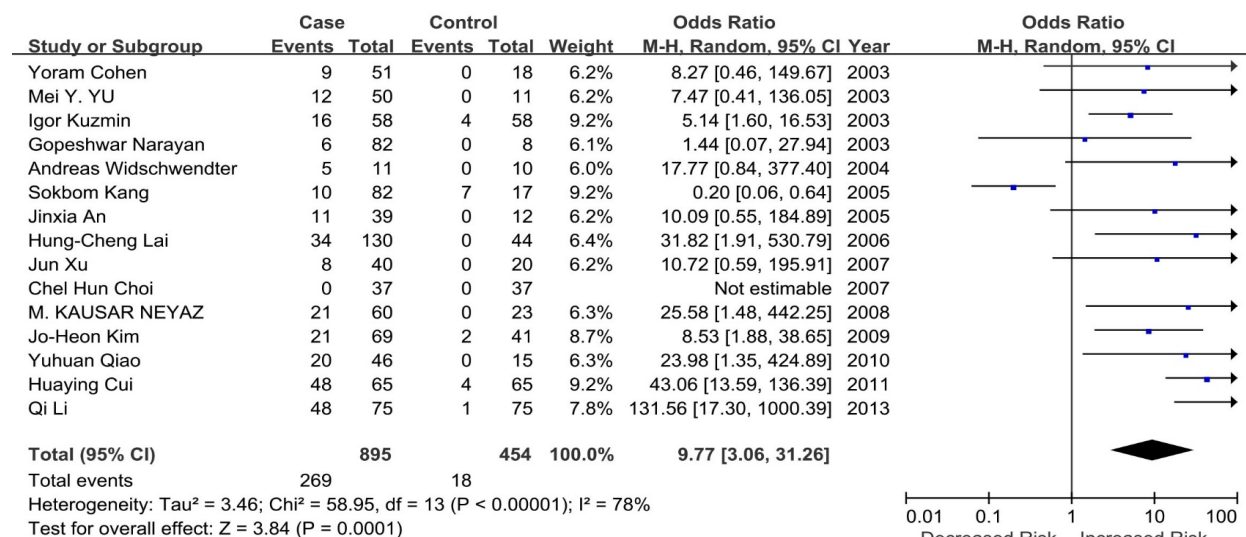 Case Control Odds Ratio Odds Ratio
Study or Subgroup Events Total Events Total Weight M-H, Random, 95% CI Year M-H, Random, 95% CI
Yoram Cohen 9 51 0 18 6.2% 8.27 [0.46, 149.67] 2003
Mei Y. YU 12 50 0 11 6.2% 7.47 [0.41, 136.05] 2003
Igor Kuzmin 16 58 4 58 9.2% 5.14 [1.60, 16.53] 2003
Gopeshwar Narayan 6 82 0 8 6.1% 1.44 [0.07, 27.94] 2003
Andreas Widschwendter 5 11 0 10 6.0% 17.77 [0.84, 377.40] 2004
Sokbom Kang 10 82 7 17 9.2% 0.20 [0.06, 0.64] 2005
Jinxia An 11 39 0 12 6.2% 10.09 [0.55, 184.89] 2005
Hung-Cheng Lai 34 130 0 44 6.4% 31.82 [1.91, 530.79] 2006
Jun Xu 8 40 0 20 6.2% 10.72 [0.59, 195.91] 2007
Chel Hun Choi 0 37 0 37 Not estimable 2007
M. KAUSAR NEYAZ 21 60 0 23 6.3% 25.58 [1.48, 442.25] 2008
Jo-Heon Kim 21 69 2 41 8.7% 8.53 [1.88, 38.65] 2009
Yuhuan Qiao 20 46 0 15 6.3% 23.98 [1.35, 424.89] 2010
Huaying Cui 48 65 4 65 9.2% 43.06 [13.59, 136.39] 2011
Qi Li 48 75 1 75 7.8% 131.56 [17.30, 1000.39] 2013
Total (95% CI) 895 454 100.0% 9.77 [3.06, 31.26]
Total events 269 18
Heterogeneity: Tau² = 3.46; Chi² = 58.95, df = 13 (P < 0.00001); I² = 78%
Test for overall effect: Z = 3.84 (P = 0.0001)
0.01 0.1 1 10 100
Decreased Risk Increased Risk